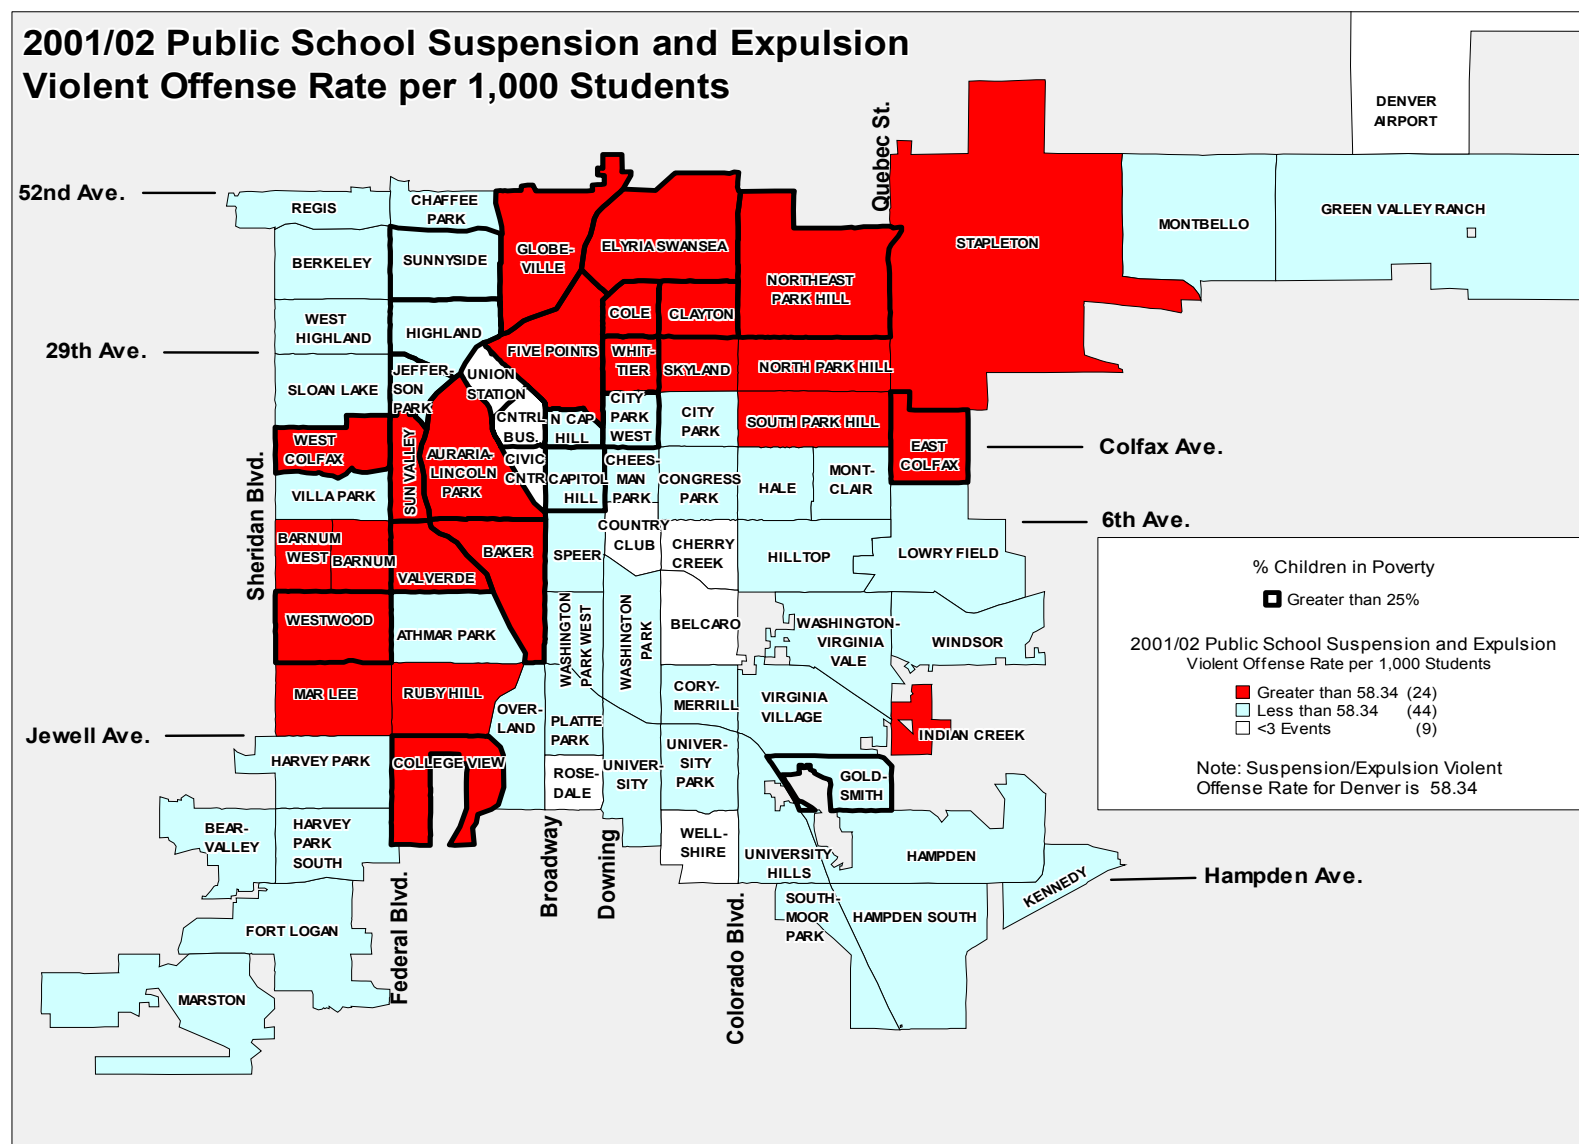 2001/02 Public School Suspension and Expulsion
Violent Offense Rate per 1,000 Students
DENVER
AIRPORT
Quebec St.
52nd Ave.
REGIS
CHAFFEE
PARK
GREEN VALLEY RANCH
MONTBELLO
STAPLETON
ELYRIA SWANSEA
GLOBE-
VILLE
BERKELEY
SUNNYSIDE
NORTHEAST
PARK HILL
COLE
CLAYTON
WEST
HIGHLAND
HIGHLAND
29th Ave.
FIVE POINTS
WHIT-
TIER
SKYLAND
NORTH PARK HILL
SLOAN LAKE
JEFFER-
SON
PARK
UNION
STATION
CITY
PARK
WEST
CITY
PARK
SOUTH PARK HILL
CNTRL
BUS.
N CAP
HILL
WEST
COLFAX
SUN VALLEY
AURARIA-
LINCOLN
PARK
CIVIC
CNTR
EAST
COLFAX
Colfax Ave.
CAPITOL
HILL
CHEES-
MAN
PARK
CONGRESS
PARK
HALE
MONT-
CLAIR
VILLA PARK
Sheridan Blvd.
6th Ave.
BARNUM
WEST
BARNUM
VALVERDE
BAKER
SPEER
COUNTRY
CLUB
CHERRY
CREEK
HILLTOP
LOWRY FIELD
WESTWOOD
ATHMAR PARK
WASHINGTON
PARK WEST
WASHINGTON
PARK
BELCARO
WASHINGTON-
VIRGINIA
VALE
WINDSOR
% Children in Poverty
Greater than 25%
2001/02 Public School Suspension and Expulsion
Violent Offense Rate per 1,000 Students
Greater than 58.34 (24)
Less than 58.34 (44)
<3 Events (9)
Note: Suspension/Expulsion Violent
Offense Rate for Denver is 58.34
MAR LEE
RUBY HILL
OVER-
LAND
PLATTE
PARK
CORY-
MERRILL
VIRGINIA
VILLAGE
INDIAN CREEK
Jewell Ave.
HARVEY PARK
COLLEGE VIEW
ROSE-
DALE
UNIVER-
SITY
UNIVER-
SITY
PARK
GOLD-
SMITH
BEAR-
VALLEY
HARVEY
PARK
SOUTH
WELL-
SHIRE
UNIVERSITY
HILLS
HAMPDEN
KENNEDY
Hampden Ave.
Federal Blvd.
Broadway
Downing
Colorado Blvd.
SOUTH-
MOOR
PARK
HAMPDEN SOUTH
FORT LOGAN
MARSTON